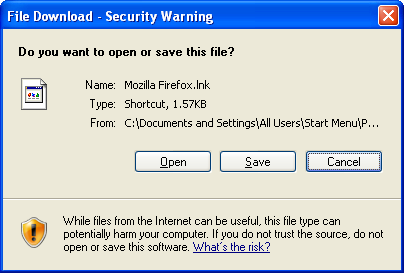 File Download - Security Warning
Do you want to open or save this file?
Name: Mozilla Firefox.lnk
Type: Shortcut, 1.57KB
From: C:\Documents and Settings\All Users\Start Menu\P...
Open Save Cancel
While files from the Internet can be useful, this file type can
potentially harm your computer. If you do not trust the source, do not
open or save this software. What's the risk?